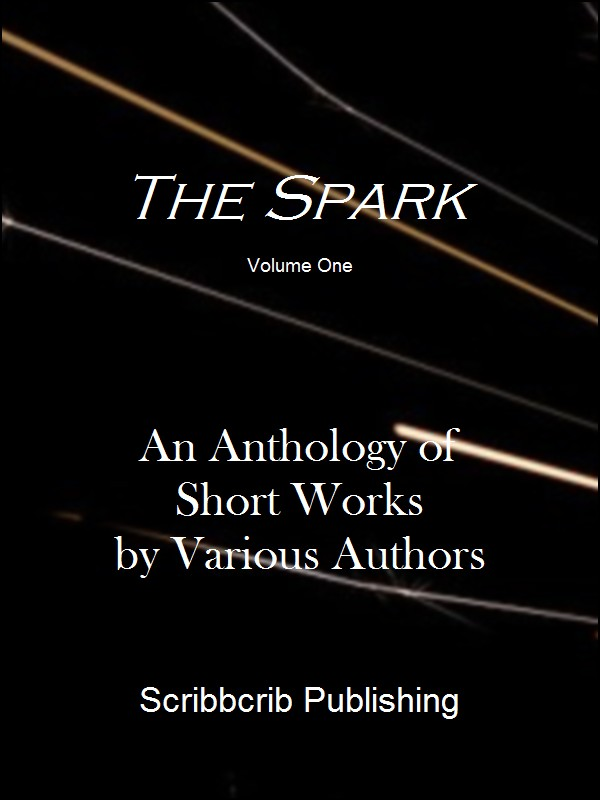 The Spark
Volume One
An Anthology of
Short Works
by Various Authors
Scribbcrib Publishing